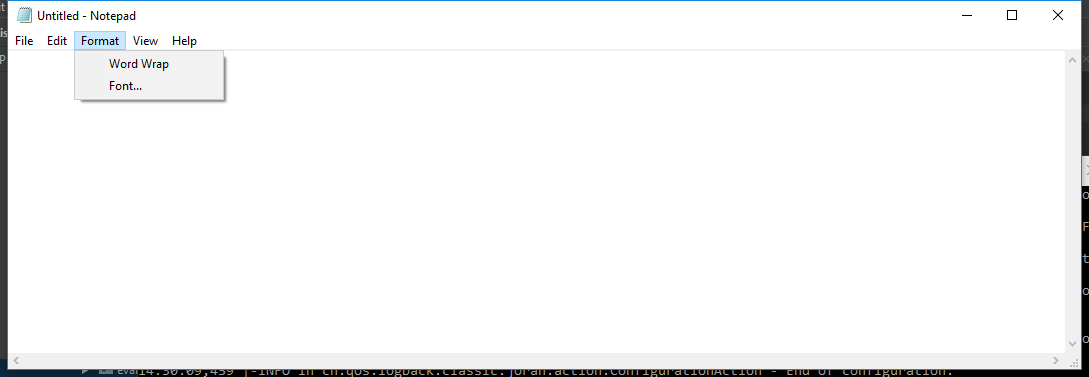 Untitled - Notepad
File Edit Format View Help
Word Wrap
Font...
14:30:09,459 |-INFO in ch.qos.logback.classic.joran.action.ConfigurationAction - End of configuration.